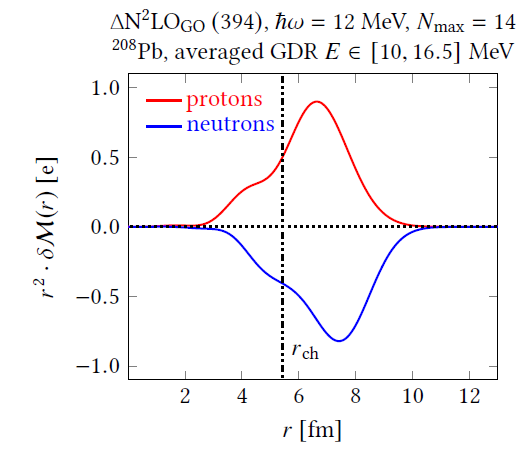 ΔN²LO_GO (394), ℏω = 12 MeV, N_max = 14
²⁰⁸Pb, averaged GDR E ∈ [10, 16.5] MeV
1.0
0.5
0.0
−0.5
−1.0
r² · δℳ(r) [e]
protons
neutrons
r_ch
2 4 6 8 10 12
r [fm]